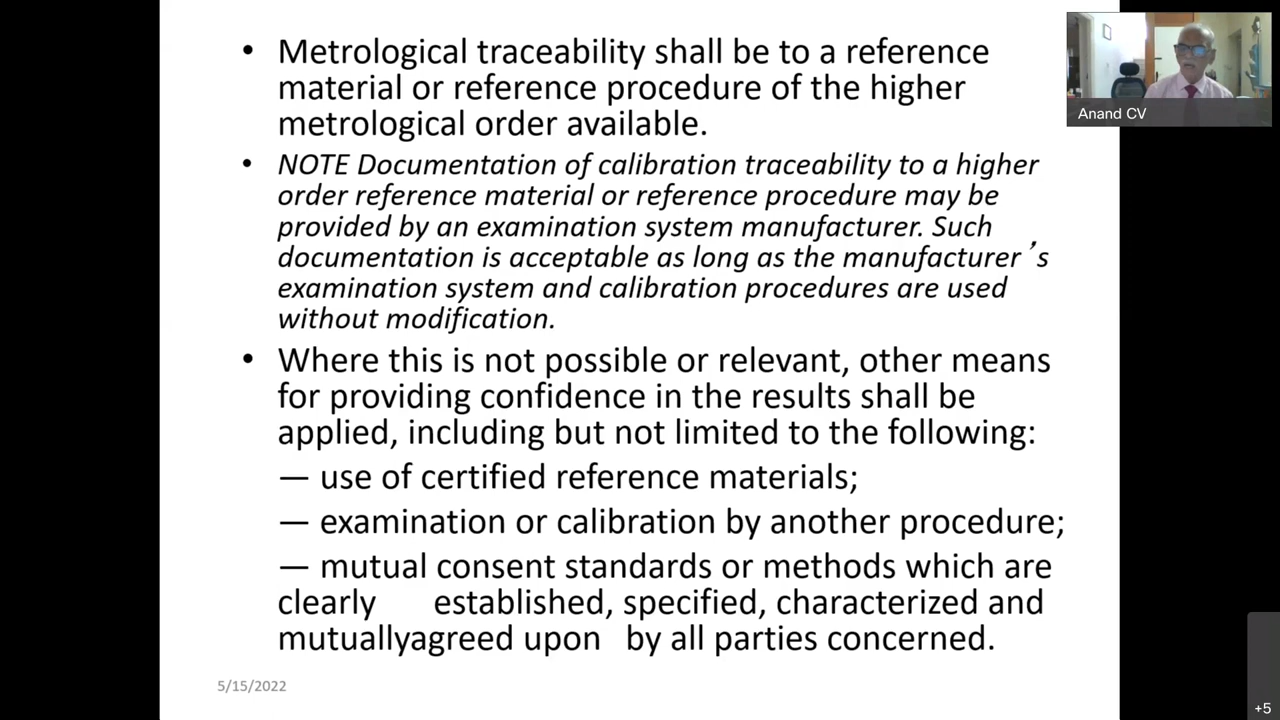 • Metrological traceability shall be to a reference
material or reference procedure of the higher
metrological order available.
• NOTE Documentation of calibration traceability to a higher
order reference material or reference procedure may be
provided by an examination system manufacturer. Such
documentation is acceptable as long as the manufacturer ’s
examination system and calibration procedures are used
without modification.
• Where this is not possible or relevant, other means
for providing confidence in the results shall be
applied, including but not limited to the following:
— use of certified reference materials;
— examination or calibration by another procedure;
— mutual consent standards or methods which are
clearly established, specified, characterized and
mutuallyagreed upon by all parties concerned.
5/15/2022
Anand CV
+5